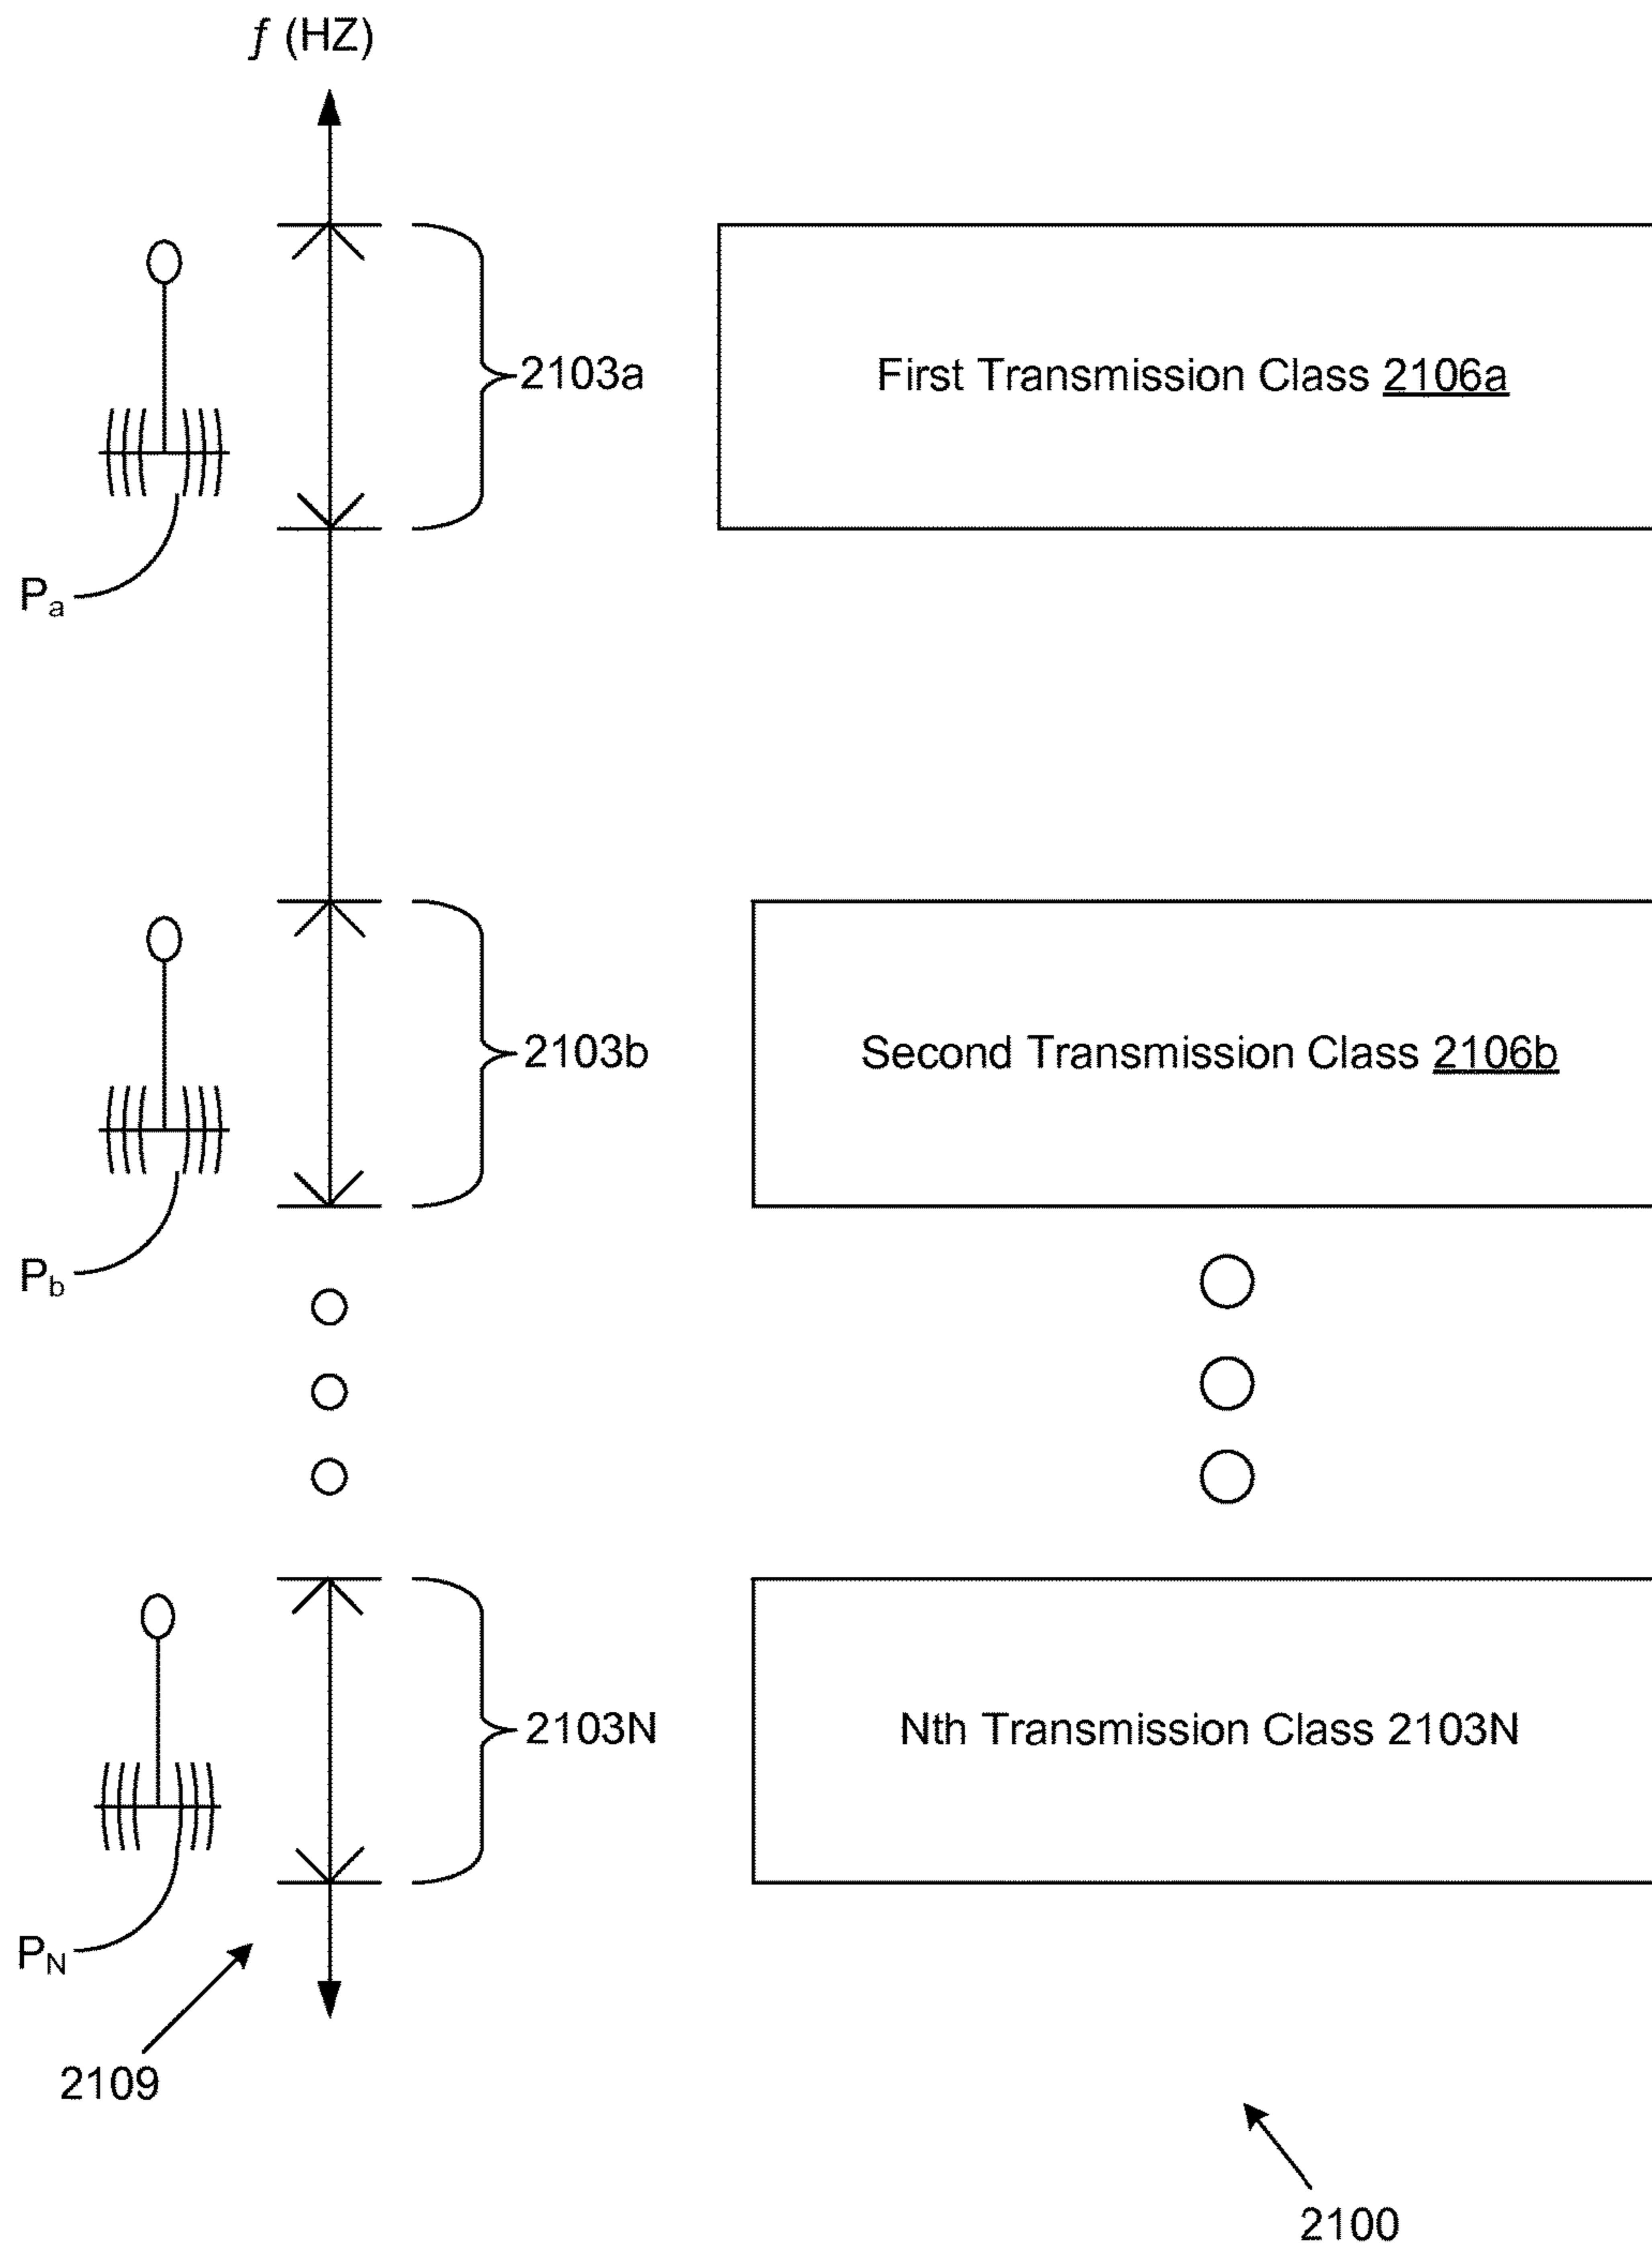 f (HZ)
2103a
First Transmission Class 2106a
Pa
2103b
Second Transmission Class 2106b
Pb
2103N
Nth Transmission Class 2103N
PN
2109
2100